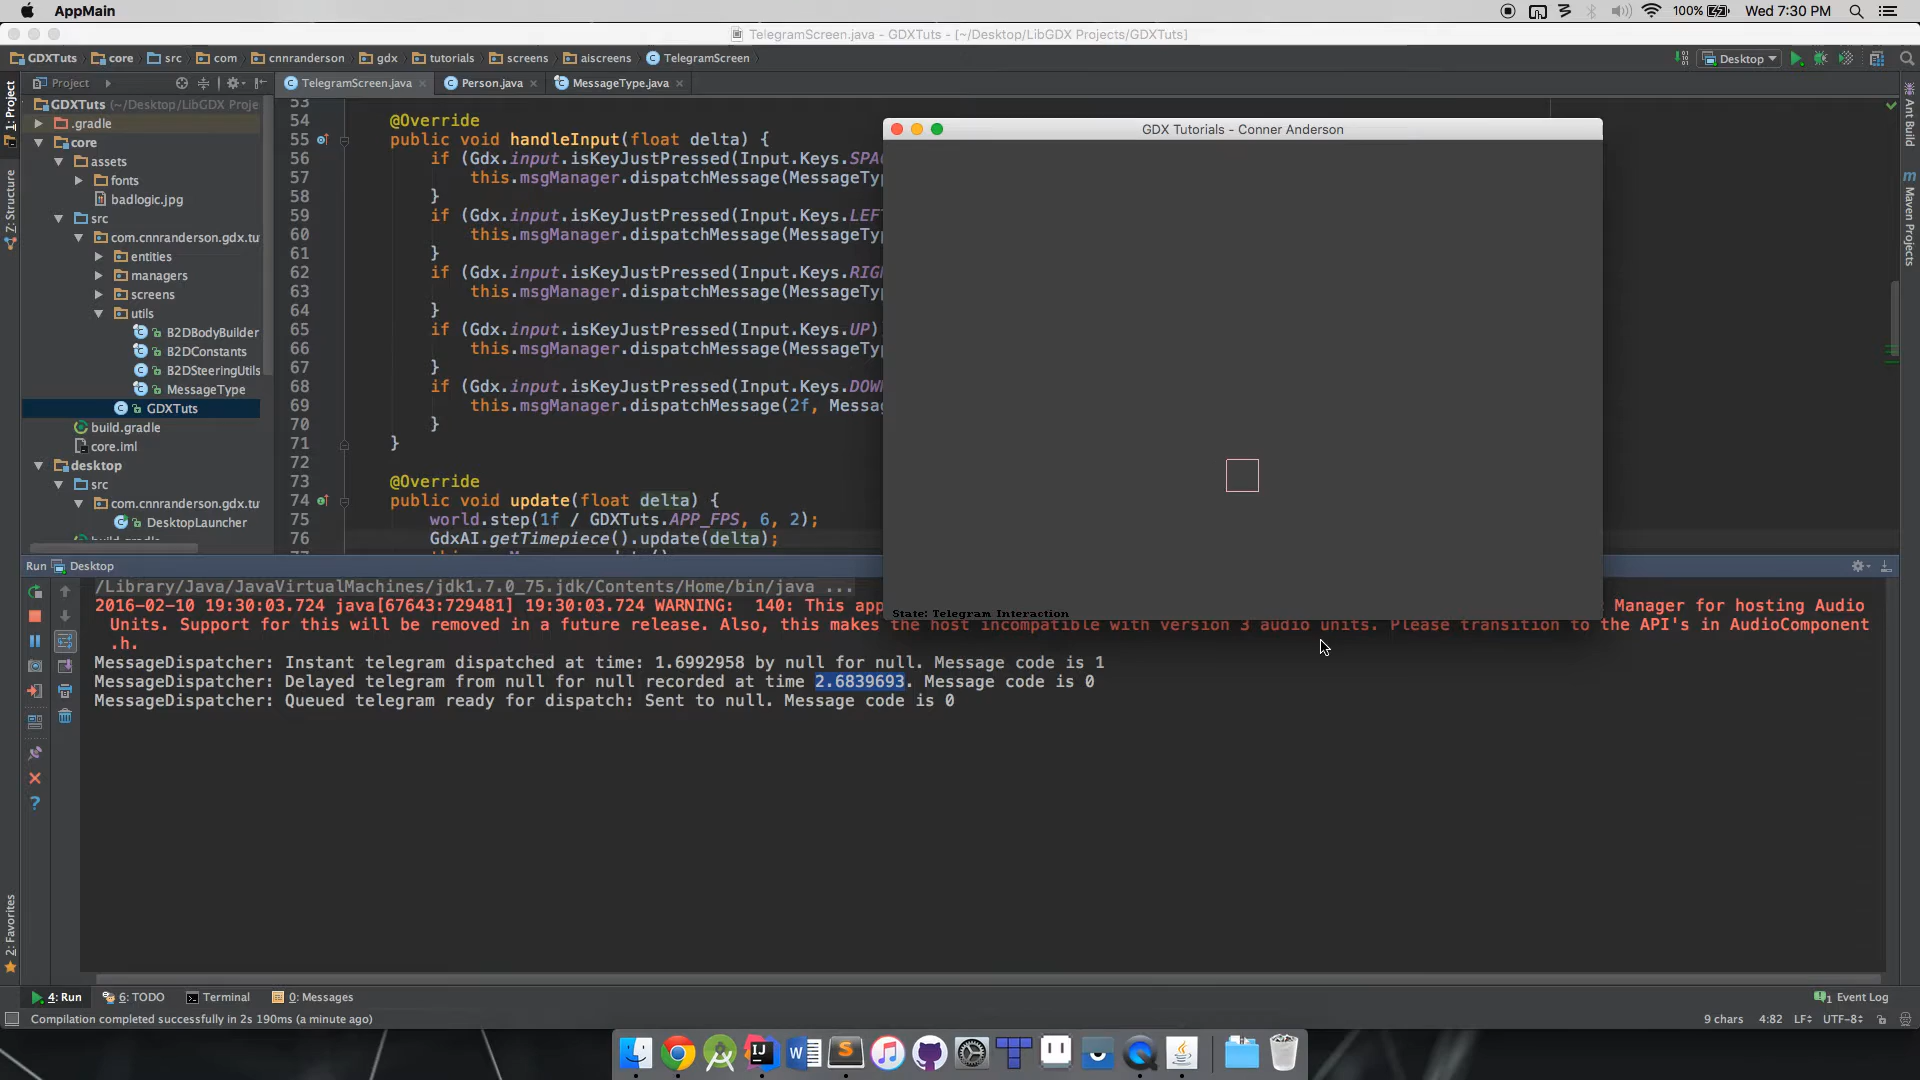 AppMain
100%
Wed 7:30 PM
TelegramScreen.java - GDXTuts - [~/Desktop/LibGDX Projects/GDXTuts]
GDXTuts
core
src
com
cnnranderson
gdx
tutorials
screens
aiscreens
TelegramScreen
Desktop
Project
TelegramScreen.java
Person.java
MessageType.java
1: Project
Z: Structure
2: Favorites
Ant Build
Maven Projects
GDXTuts (~/Desktop/LibGDX Proje
.gradle
core
assets
fonts
badlogic.jpg
src
com.cnnranderson.gdx.tu
entities
managers
screens
utils
B2DBodyBuilder
B2DConstants
B2DSteeringUtils
MessageType
GDXTuts
build.gradle
core.iml
desktop
src
com.cnnranderson.gdx.tu
DesktopLauncher
53
54 @Override
55 public void handleInput(float delta) {
56 if (Gdx.input.isKeyJustPressed(Input.Keys.SPA
57 this.msgManager.dispatchMessage(MessageTy
58 }
59 if (Gdx.input.isKeyJustPressed(Input.Keys.LEF
60 this.msgManager.dispatchMessage(MessageTy
61 }
62 if (Gdx.input.isKeyJustPressed(Input.Keys.RIG
63 this.msgManager.dispatchMessage(MessageTy
64 }
65 if (Gdx.input.isKeyJustPressed(Input.Keys.UP)
66 this.msgManager.dispatchMessage(MessageTy
67 }
68 if (Gdx.input.isKeyJustPressed(Input.Keys.DOW
69 this.msgManager.dispatchMessage(2f, Messa
70 }
71 }
72
73 @Override
74 public void update(float delta) {
75 world.step(1f / GDXTuts.APP_FPS, 6, 2);
76 GdxAI.getTimepiece().update(delta);
GDX Tutorials - Conner Anderson
State: Telegram Interaction
Run Desktop
/Library/Java/JavaVirtualMachines/jdk1.7.0_75.jdk/Contents/Home/bin/java ...
2016-02-10 19:30:03.724 java[67643:729481] 19:30:03.724 WARNING:  140: This app Manager for hosting Audio
Units. Support for this will be removed in a future release. Also, this makes the host incompatible with version 3 audio units. Please transition to the API's in AudioComponent
.h.
MessageDispatcher: Instant telegram dispatched at time: 1.6992958 by null for null. Message code is 1
MessageDispatcher: Delayed telegram from null for null recorded at time 2.6839693. Message code is 0
MessageDispatcher: Queued telegram ready for dispatch: Sent to null. Message code is 0
4: Run
6: TODO
Terminal
0: Messages
1 Event Log
Compilation completed successfully in 2s 190ms (a minute ago)
9 chars
4:82
LF
UTF-8